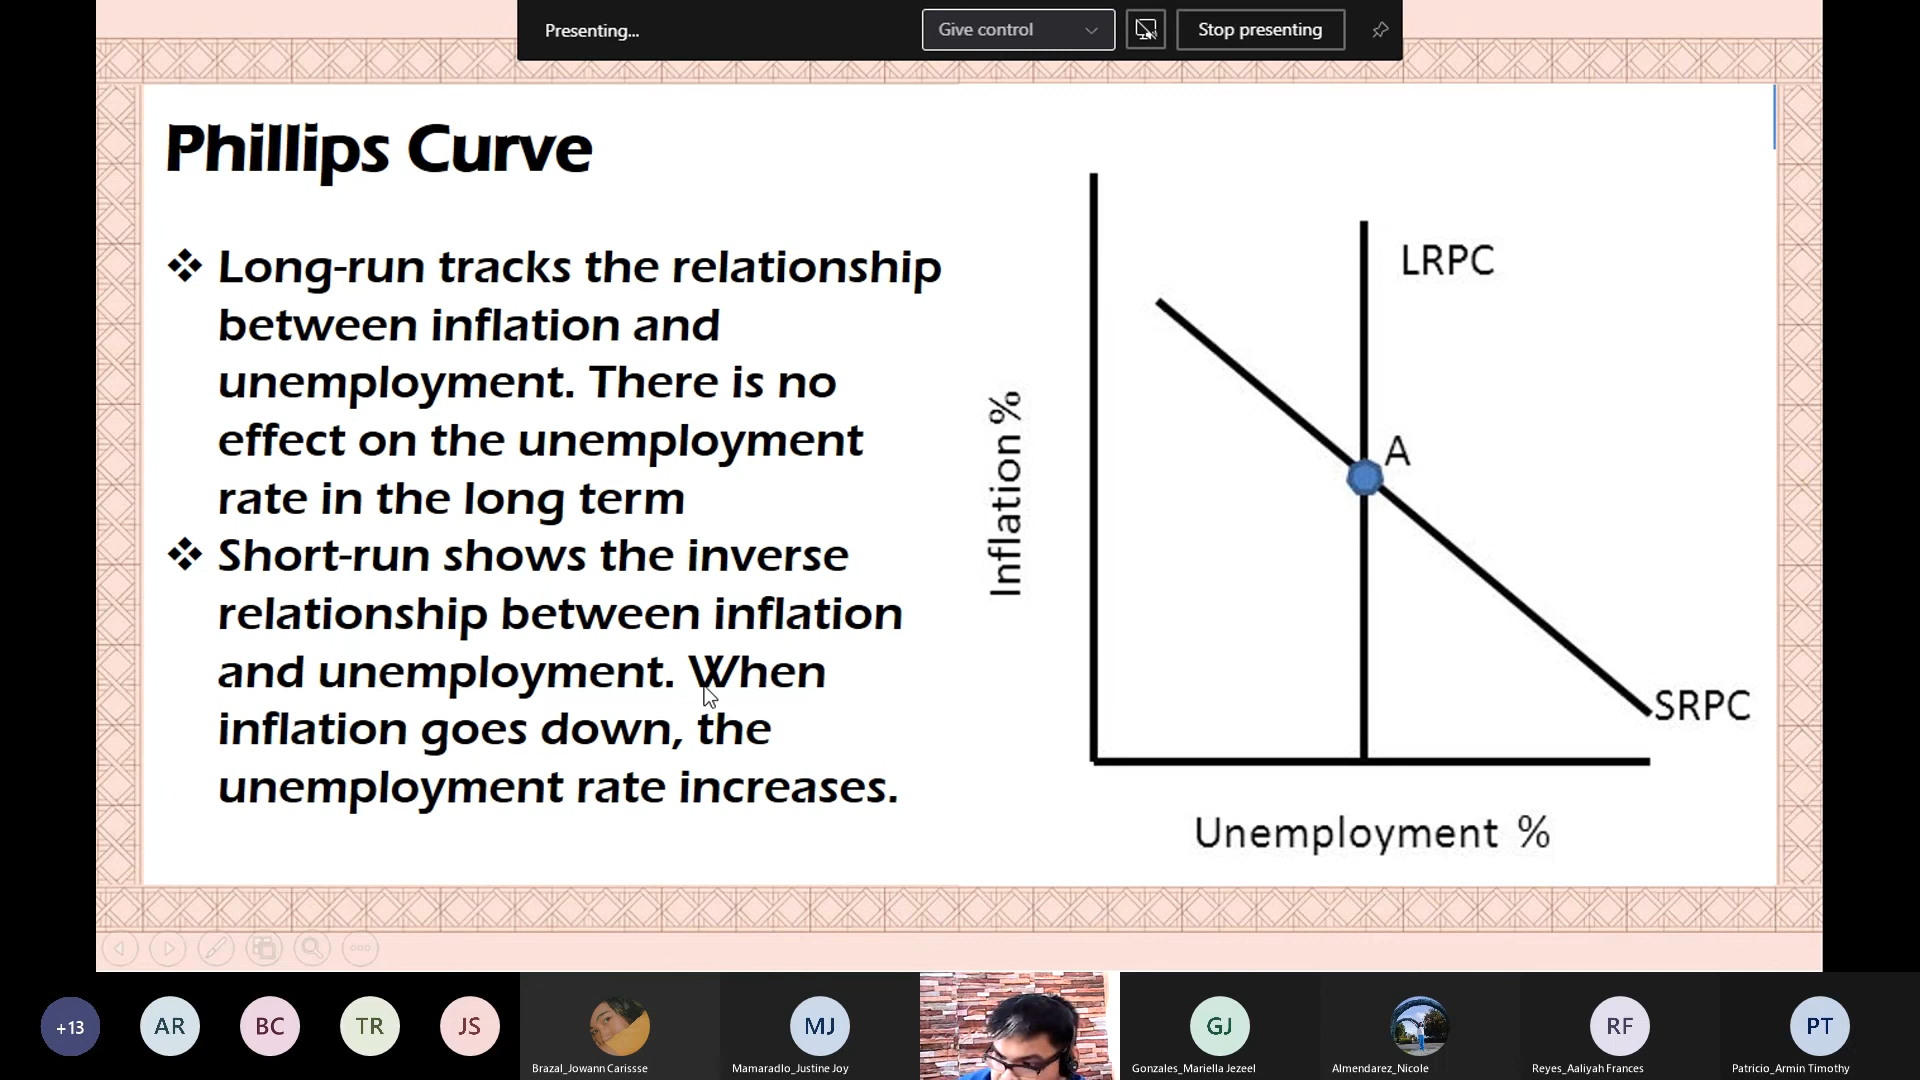 Presenting...
Give control
Stop presenting
Phillips Curve
Long-run tracks the relationship
between inflation and
unemployment. There is no
effect on the unemployment
rate in the long term
Short-run shows the inverse
relationship between inflation
and unemployment. When
inflation goes down, the
unemployment rate increases.
LRPC
A
Inflation %
SRPC
Unemployment %
+13
AR
BC
TR
JS
MJ
GJ
RF
PT
Brazal_Jowann Carissse
Mamaradlo_Justine Joy
Gonzales_Mariella Jezeel
Almendarez_Nicole
Reyes_Aaliyah Frances
Patricio_Armin Timothy